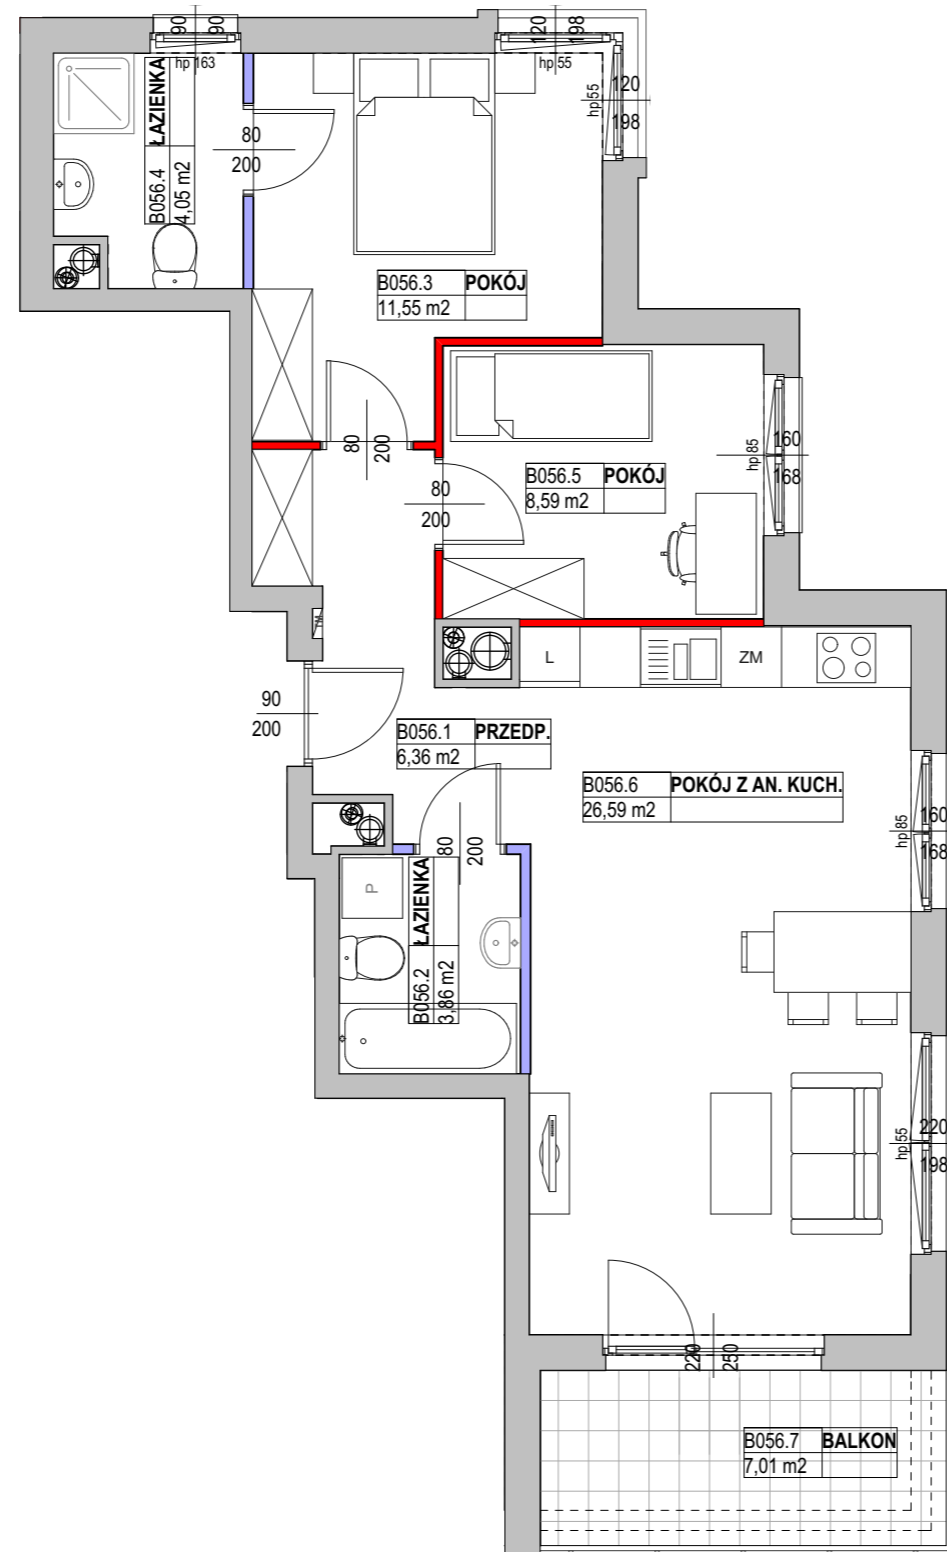 90
90
hp 163
120
198
hp 55
120
198
hp 55
B056.4 ŁAZIENKA
4,05 m2
80
200
B056.3 POKÓJ
11,55 m2
80
200
B056.5 POKÓJ
8,59 m2
80
200
160
168
hp 85
TM
L
ZM
90
200
B056.1 PRZEDP.
6,36 m2
B056.6 POKÓJ Z AN. KUCH.
26,59 m2
160
168
hp 85
80
200
P
B056.2 ŁAZIENKA
3,86 m2
220
198
hp 55
220
250
B056.7 BALKON
7,01 m2